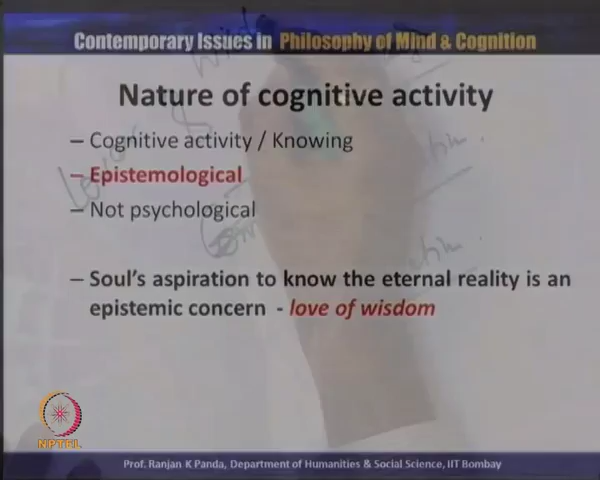 Contemporary Issues in Philosophy of Mind & Cognition
Nature of cognitive activity
– Cognitive activity / Knowing
– Epistemological
– Not psychological
– Soul's aspiration to know the eternal reality is an
epistemic concern - love of wisdom
NPTEL
Prof. Ranjan K Panda, Department of Humanities & Social Science, IIT Bombay